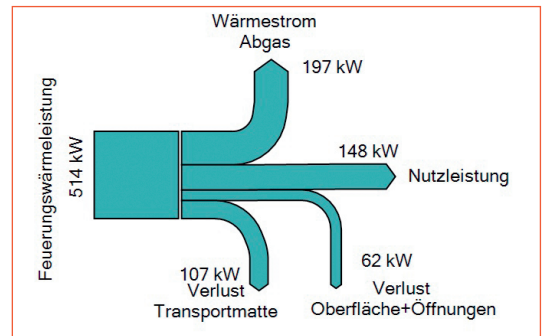 Wärmestrom
Abgas
197 kW
Feuerungswärmeleistung
514 kW
148 kW
Nutzleistung
107 kW
Verlust
Transportmatte
62 kW
Verlust
Oberfläche+Öffnungen